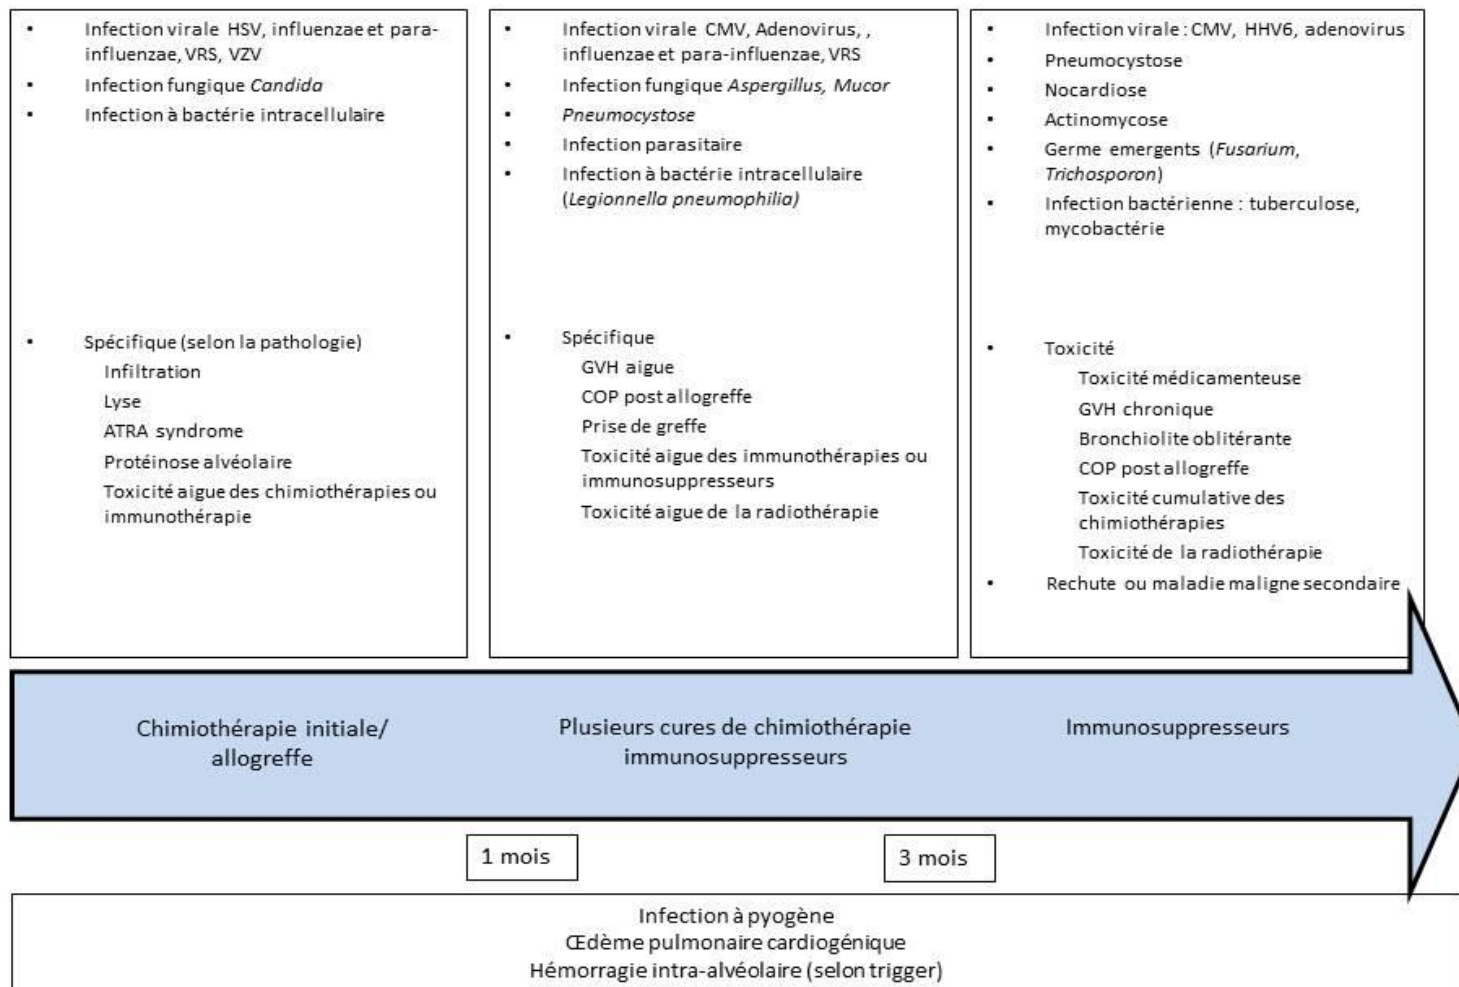 • Infection virale HSV, influenzae et para-
influenzae, VRS, VZV
• Infection fungique Candida
• Infection à bactérie intracellulaire
• Spécifique (selon la pathologie)
Infiltration
Lyse
ATRA syndrome
Protéinose alvéolaire
Toxicité aigue des chimiothérapies ou
immunothérapie
• Infection virale CMV, Adenovirus, ,
influenzae et para-influenzae, VRS
• Infection fungique Aspergillus, Mucor
• Pneumocystose
• Infection parasitaire
• Infection à bactérie intracellulaire
(Legionnella pneumophilia)
• Spécifique
GVH aigue
COP post allogreffe
Prise de greffe
Toxicité aigue des immunothérapies ou
immunosuppresseurs
Toxicité aigue de la radiothérapie
• Infection virale : CMV, HHV6, adenovirus
• Pneumocystose
• Nocardiose
• Actinomycose
• Germe emergents (Fusarium,
Trichosporon)
• Infection bactérienne : tuberculose,
mycobactérie
• Toxicité
Toxicité médicamenteuse
GVH chronique
Bronchiolite oblitérante
COP post allogreffe
Toxicité cumulative des
chimiothérapies
Toxicité de la radiothérapie
• Rechute ou maladie maligne secondaire
Chimiothérapie initiale/
allogreffe
Plusieurs cures de chimiothérapie
immunosuppresseurs
Immunosuppresseurs
1 mois
3 mois
Infection à pyogène
Œdème pulmonaire cardiogénique
Hémorragie intra-alvéolaire (selon trigger)